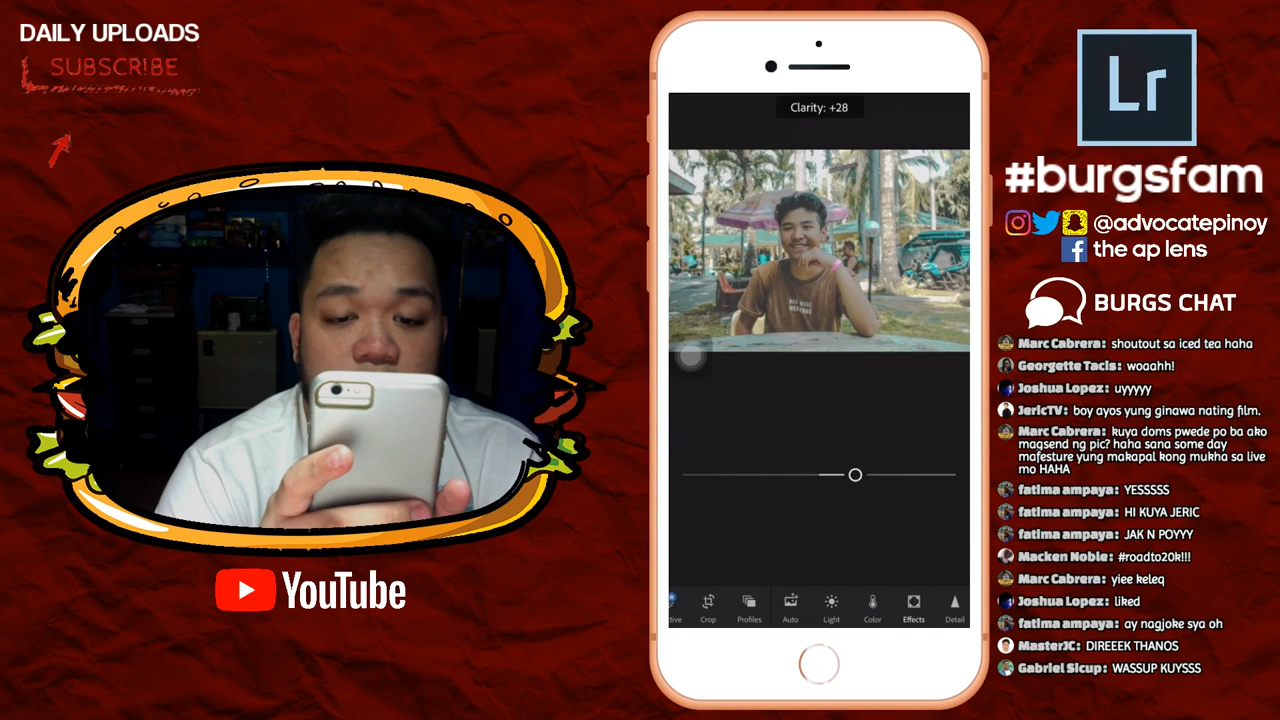 DAILY UPLOADS
SUBSCRIBE
YouTube
Clarity: +28
Crop
Profiles
Auto
Light
Color
Effects
Detail
Lr
#burgsfam
@advocatepinoy
the ap lens
BURGS CHAT
Marc Cabrera: shoutout sa iced tea haha
Georgette Tacis: woaahh!
Joshua Lopez: uyyyyy
JericTV: boy ayos yung ginawa nating film.
Marc Cabrera: kuya doms pwede po ba ako
magsend ng pic? haha sana some day
mafesture yung makapal kong mukha sa live
mo HAHA
fatima ampaya: YESSSSS
fatima ampaya: HI KUYA JERIC
fatima ampaya: JAK N POYYY
Macken Noble: #roadto20k!!!
Marc Cabrera: yiee keleq
Joshua Lopez: liked
fatima ampaya: ay nagjoke sya oh
MasterJC: DIREEEK THANOS
Gabriel Sicup: WASSUP KUYSSS